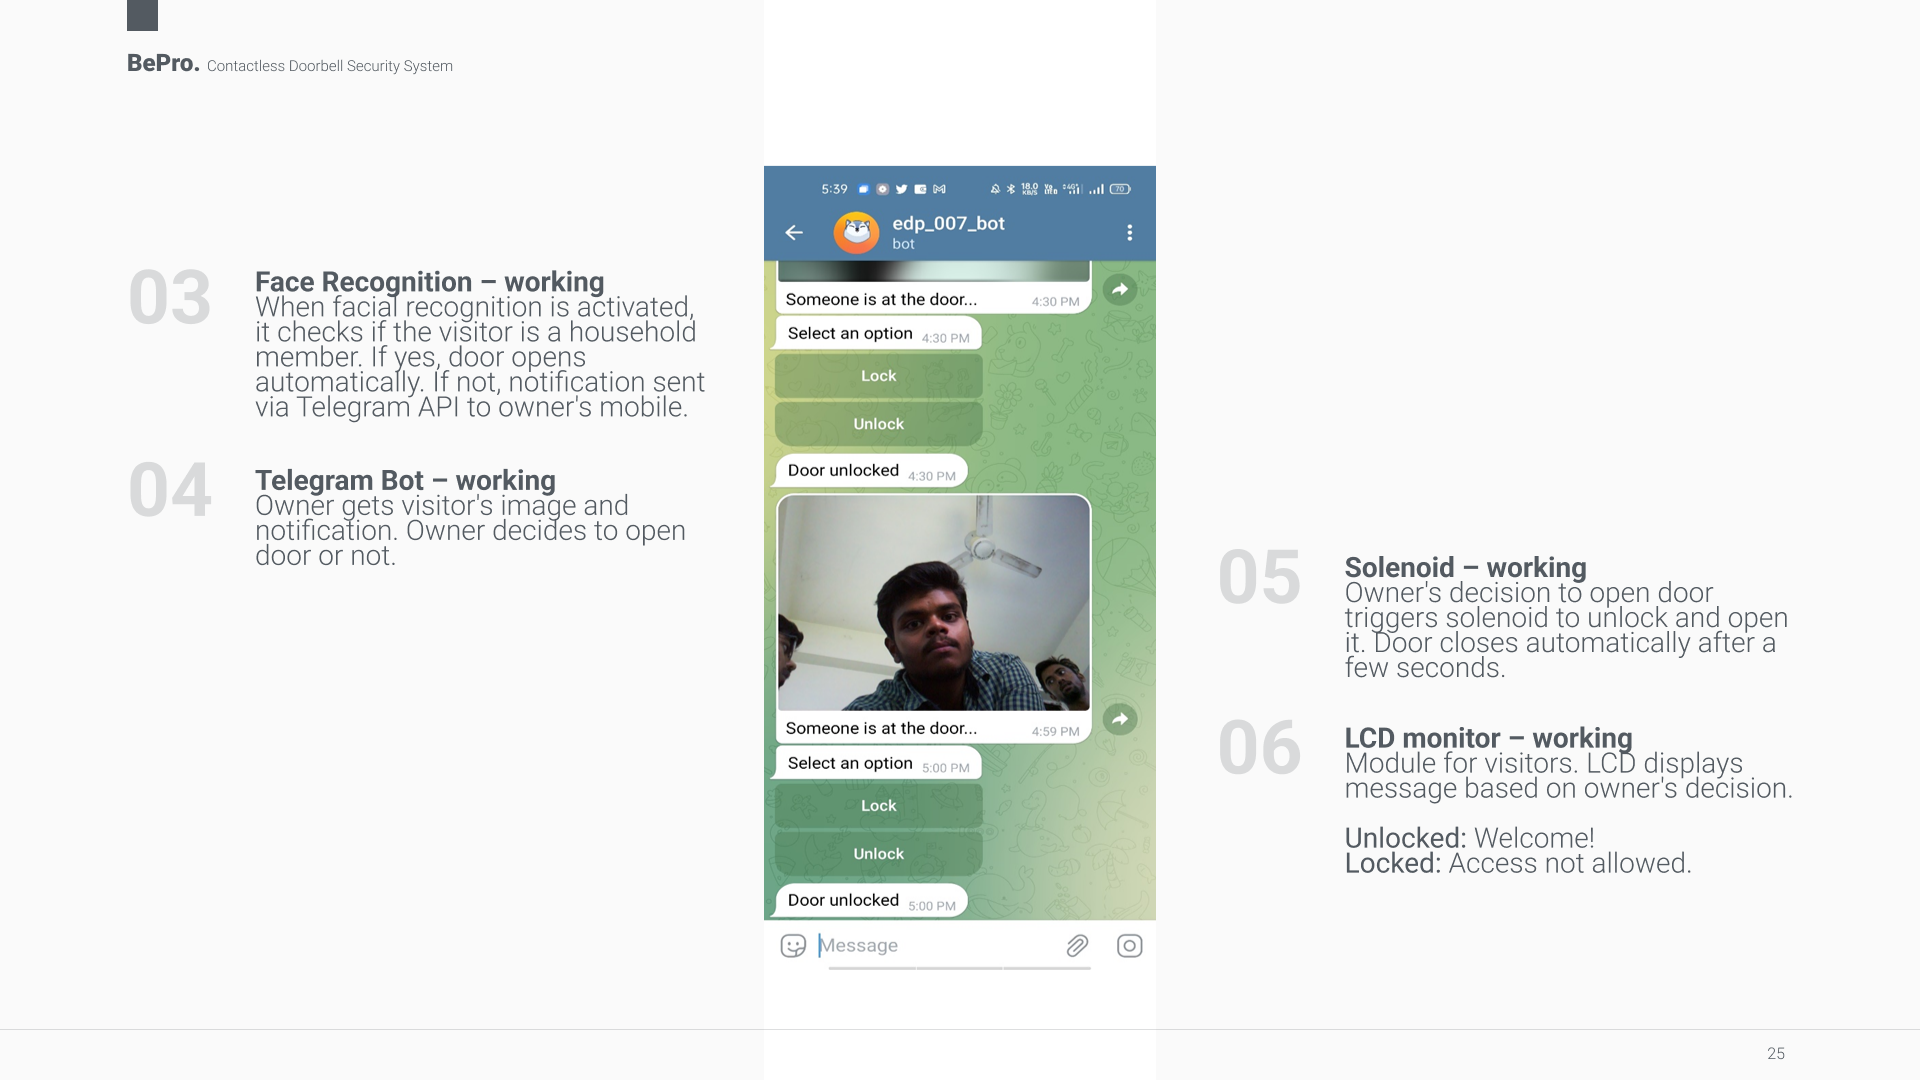 BePro. Contactless Doorbell Security System
03
Face Recognition – working
When facial recognition is activated,
it checks if the visitor is a household
member. If yes, door opens
automatically. If not, notification sent
via Telegram API to owner's mobile.
04
Telegram Bot – working
Owner gets visitor's image and
notification. Owner decides to open
door or not.
5:39 18.0 KB/S 70
edp_007_bot
bot
Someone is at the door... 4:30 PM
Select an option 4:30 PM
Lock
Unlock
Door unlocked 4:30 PM
Someone is at the door... 4:59 PM
Select an option 5:00 PM
Lock
Unlock
Door unlocked 5:00 PM
Message
05
Solenoid – working
Owner's decision to open door
triggers solenoid to unlock and open
it. Door closes automatically after a
few seconds.
06
LCD monitor – working
Module for visitors. LCD displays
message based on owner's decision.
Unlocked: Welcome!
Locked: Access not allowed.
25